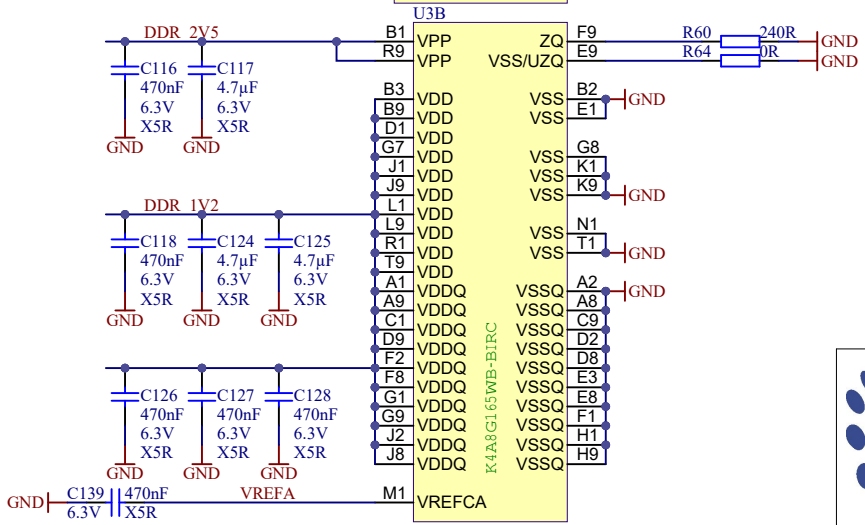 U3B
DDR_2V5
B1 VPP ZQ F9 R60 240R GND
R9 VPP VSS/UZQ E9 R64 0R GND
C116 C117
470nF 4.7µF
6.3V 6.3V
X5R X5R
GND GND
B3 VDD VSS B2 GND
B9 VDD VSS E1
D1 VDD
G7 VDD VSS G8
J1 VDD VSS K1
J9 VDD VSS K9 GND
DDR_1V2
L1 VDD
L9 VDD VSS N1
R1 VDD VSS T1 GND
T9 VDD
C118 C124 C125
470nF 4.7µF 4.7µF
6.3V 6.3V 6.3V
X5R X5R X5R
GND GND GND
A1 VDDQ VSSQ A2 GND
A9 VDDQ VSSQ A8
C1 VDDQ VSSQ C9
D9 VDDQ VSSQ D2
F2 VDDQ VSSQ D8
F8 VDDQ VSSQ E3
G1 VDDQ VSSQ E8
G9 VDDQ VSSQ F1
J2 VDDQ VSSQ H1
J8 VDDQ VSSQ H9
K4A8G165WB-BIRC
C126 C127 C128
470nF 470nF 470nF
6.3V 6.3V 6.3V
X5R X5R X5R
GND GND GND
GND C139 470nF VREFA M1 VREFCA
6.3V X5R